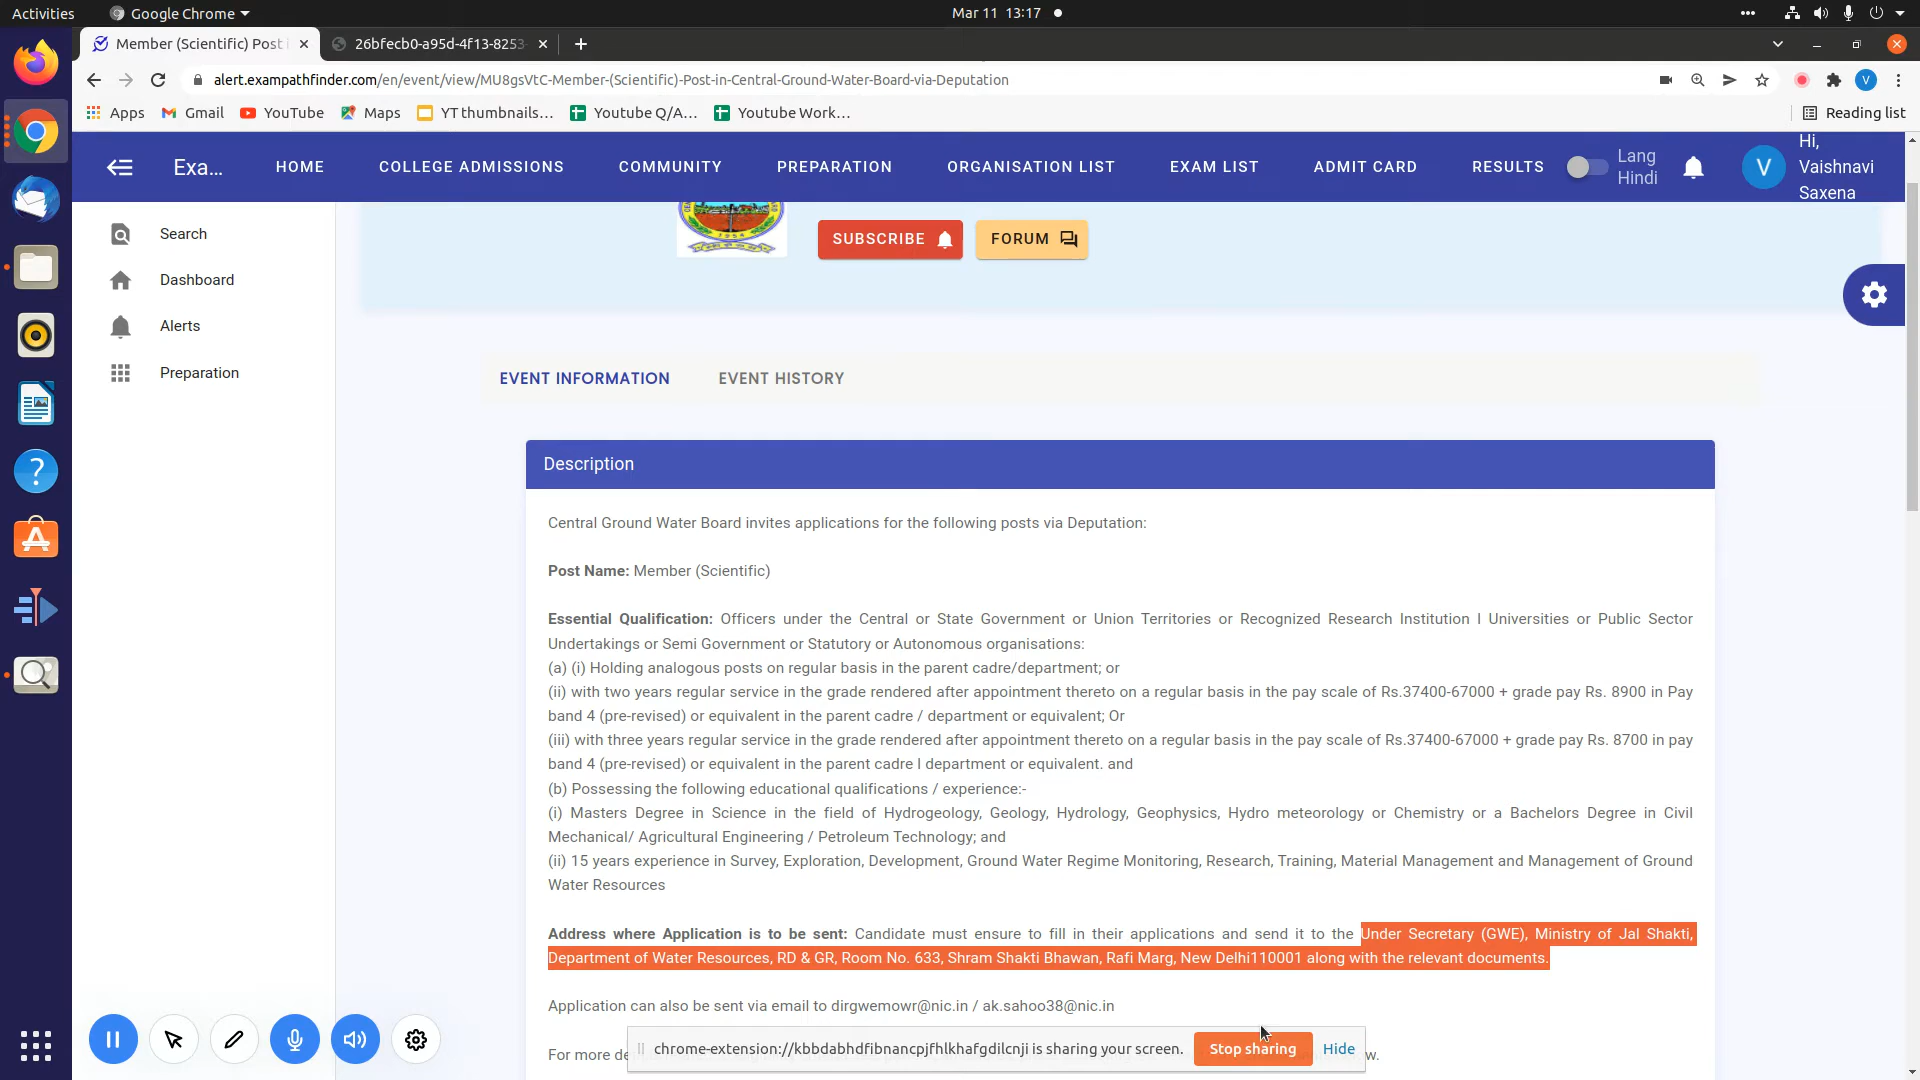 Activities
Google Chrome
Mar 11 13:17
Member (Scientific) Post i
26bfecb0-a95d-4f13-8253-
alert.exampathfinder.com/en/event/view/MU8gsVtC-Member-(Scientific)-Post-in-Central-Ground-Water-Board-via-Deputation
V
Apps
Gmail
YouTube
Maps
YT thumbnails...
Youtube Q/A...
Youtube Work...
Reading list
Exa...
HOME
COLLEGE ADMISSIONS
COMMUNITY
PREPARATION
ORGANISATION LIST
EXAM LIST
ADMIT CARD
RESULTS
Lang
Hindi
V
Hi,
Vaishnavi
Saxena
Search
Dashboard
Alerts
Preparation
1954
SUBSCRIBE
FORUM
EVENT INFORMATION
EVENT HISTORY
Description
Central Ground Water Board invites applications for the following posts via Deputation:
Post Name: Member (Scientific)
Essential Qualification: Officers under the Central or State Government or Union Territories or Recognized Research Institution I Universities or Public Sector
Undertakings or Semi Government or Statutory or Autonomous organisations:
(a) (i) Holding analogous posts on regular basis in the parent cadre/department; or
(ii) with two years regular service in the grade rendered after appointment thereto on a regular basis in the pay scale of Rs.37400-67000 + grade pay Rs. 8900 in Pay
band 4 (pre-revised) or equivalent in the parent cadre / department or equivalent; Or
(iii) with three years regular service in the grade rendered after appointment thereto on a regular basis in the pay scale of Rs.37400-67000 + grade pay Rs. 8700 in pay
band 4 (pre-revised) or equivalent in the parent cadre I department or equivalent. and
(b) Possessing the following educational qualifications / experience:-
(i) Masters Degree in Science in the field of Hydrogeology, Geology, Hydrology, Geophysics, Hydro meteorology or Chemistry or a Bachelors Degree in Civil
Mechanical/ Agricultural Engineering / Petroleum Technology; and
(ii) 15 years experience in Survey, Exploration, Development, Ground Water Regime Monitoring, Research, Training, Material Management and Management of Ground
Water Resources
Address where Application is to be sent: Candidate must ensure to fill in their applications and send it to the Under Secretary (GWE), Ministry of Jal Shakti,
Department of Water Resources, RD & GR, Room No. 633, Shram Shakti Bhawan, Rafi Marg, New Delhi110001 along with the relevant documents.
Application can also be sent via email to dirgwemowr@nic.in / ak.sahoo38@nic.in
For more de
w.
chrome-extension://kbbdabhdfibnancpjfhlkhafgdilcnji is sharing your screen.
Stop sharing
Hide